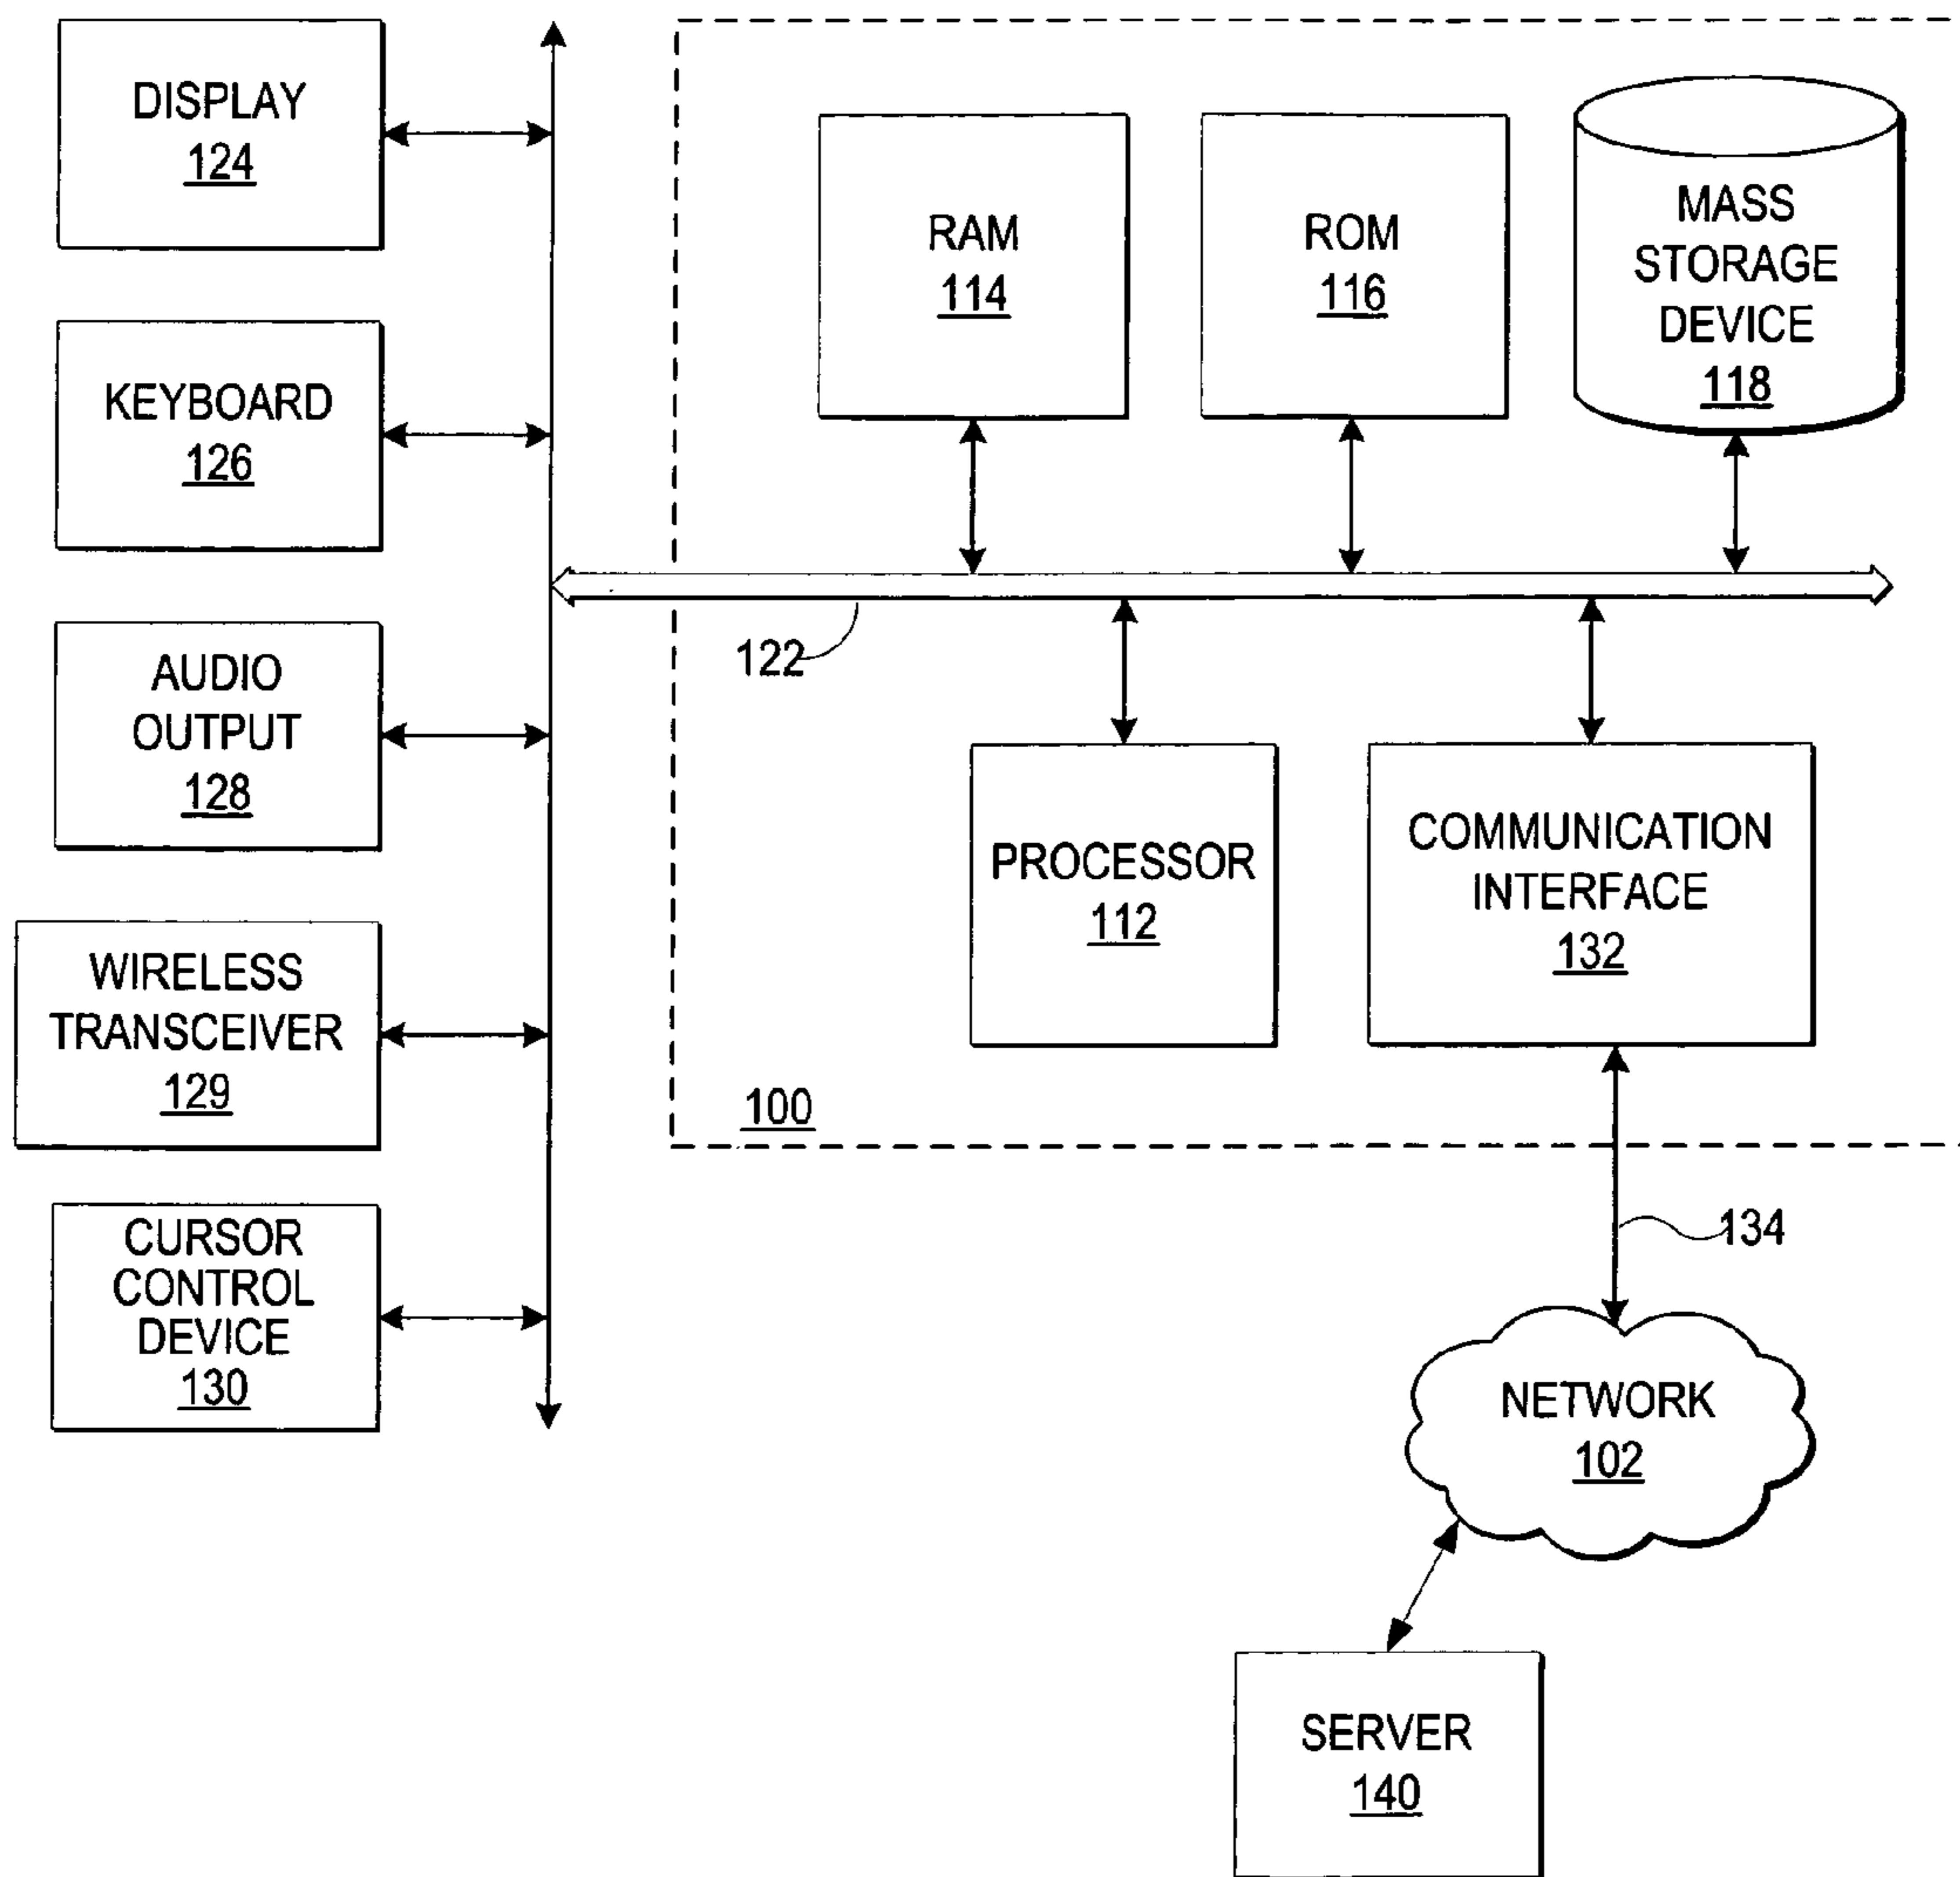 DISPLAY
124
KEYBOARD
126
AUDIO
OUTPUT
128
WIRELESS
TRANSCEIVER
129
CURSOR
CONTROL
DEVICE
130
RAM
114
ROM
116
MASS
STORAGE
DEVICE
118
122
PROCESSOR
112
COMMUNICATION
INTERFACE
132
100
134
NETWORK
102
SERVER
140